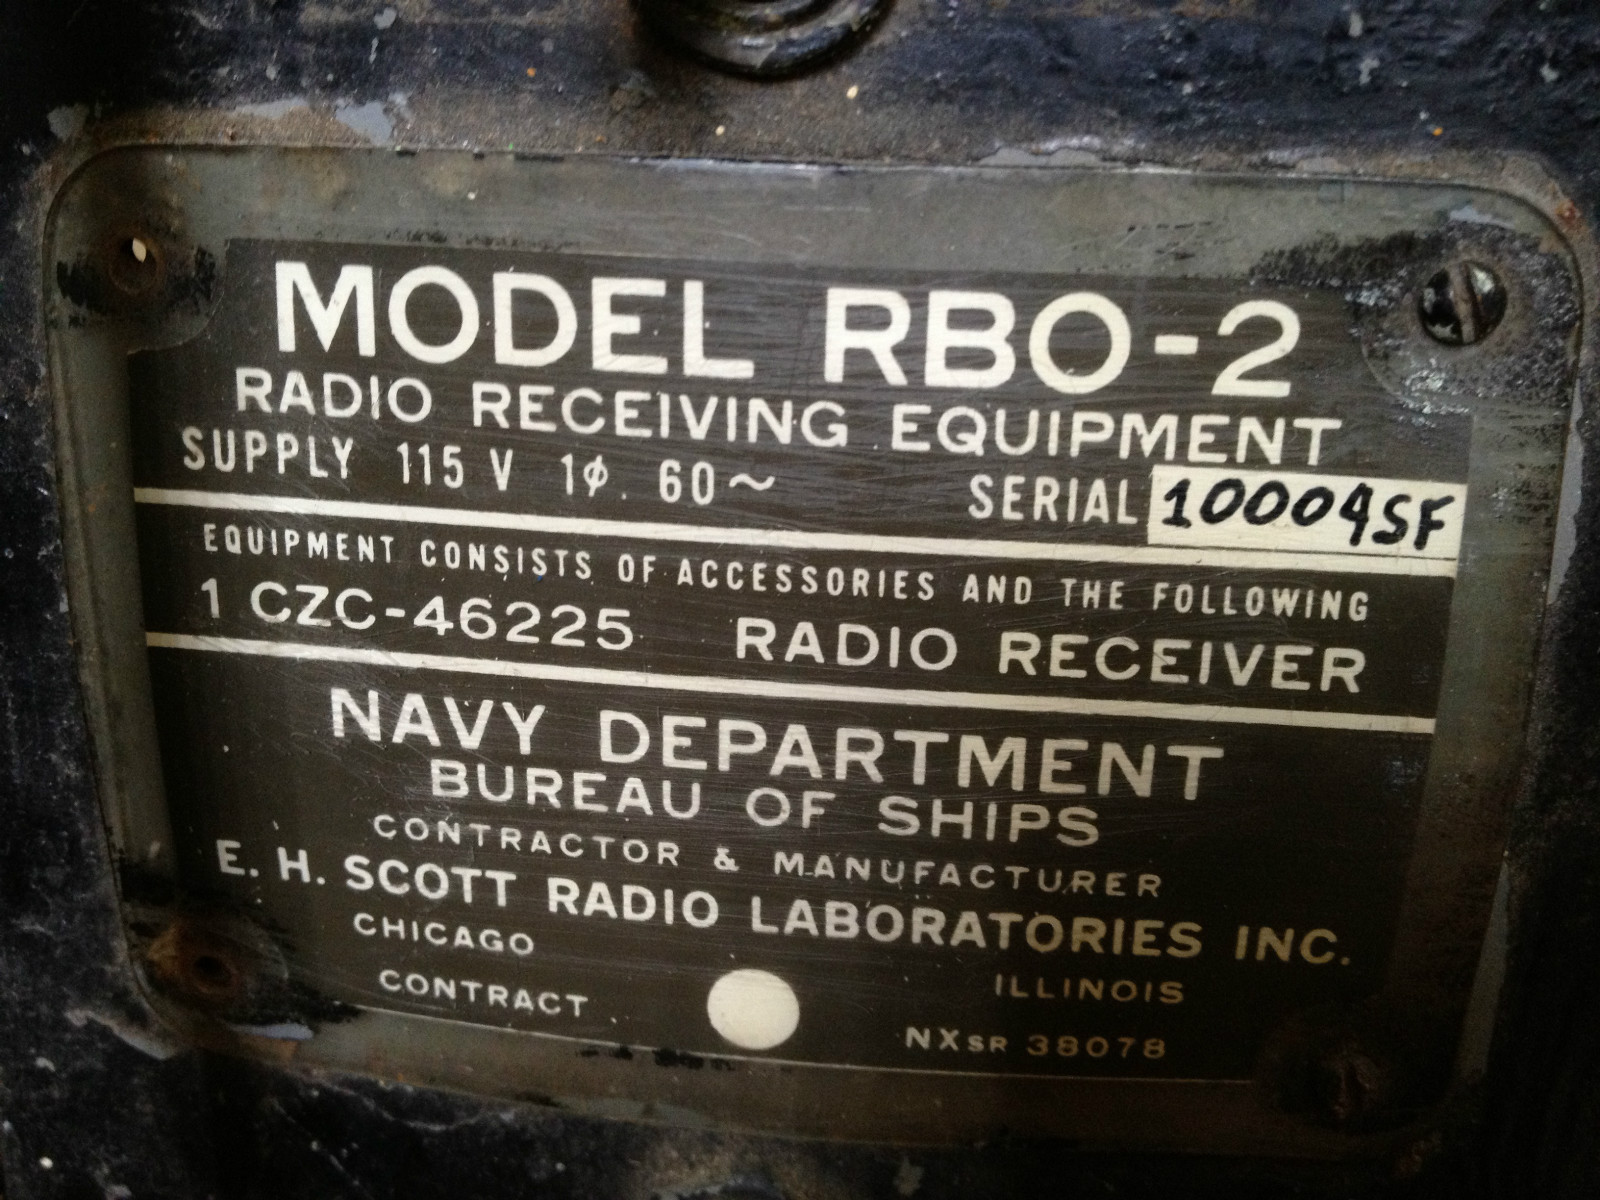 MODEL RBO-2
RADIO RECEIVING EQUIPMENT
SUPPLY 115 V 1φ. 60~ SERIAL 10009SF
EQUIPMENT CONSISTS OF ACCESSORIES AND THE FOLLOWING
1 CZC-46225 RADIO RECEIVER
NAVY DEPARTMENT
BUREAU OF SHIPS
CONTRACTOR & MANUFACTURER
E. H. SCOTT RADIO LABORATORIES INC.
CHICAGO ILLINOIS
CONTRACT NXSR 38078